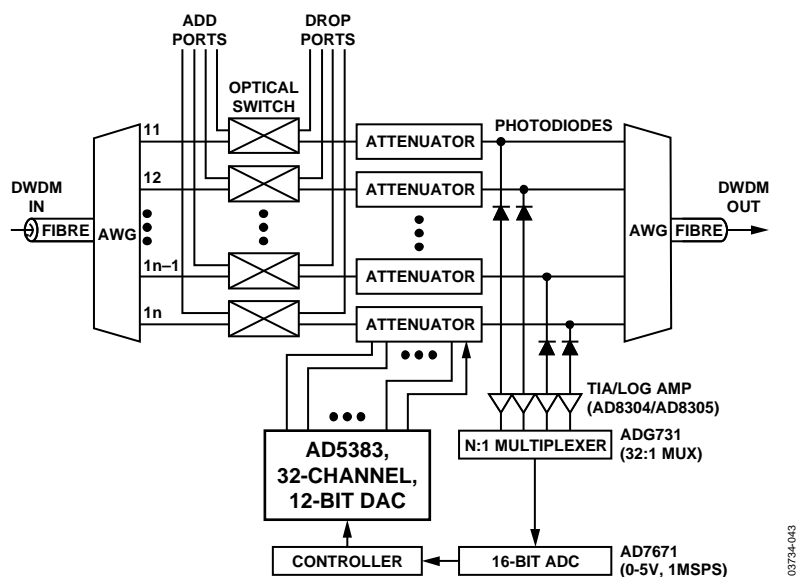 ADD
PORTS
DROP
PORTS
OPTICAL
SWITCH
PHOTODIODES
11
12
1n–1
1n
ATTENUATOR
ATTENUATOR
ATTENUATOR
ATTENUATOR
DWDM
IN
FIBRE
AWG
AWG
FIBRE
DWDM
OUT
TIA/LOG AMP
(AD8304/AD8305)
N:1 MULTIPLEXER
ADG731
(32:1 MUX)
AD5383,
32-CHANNEL,
12-BIT DAC
CONTROLLER
16-BIT ADC
AD7671
(0-5V, 1MSPS)
03734-043